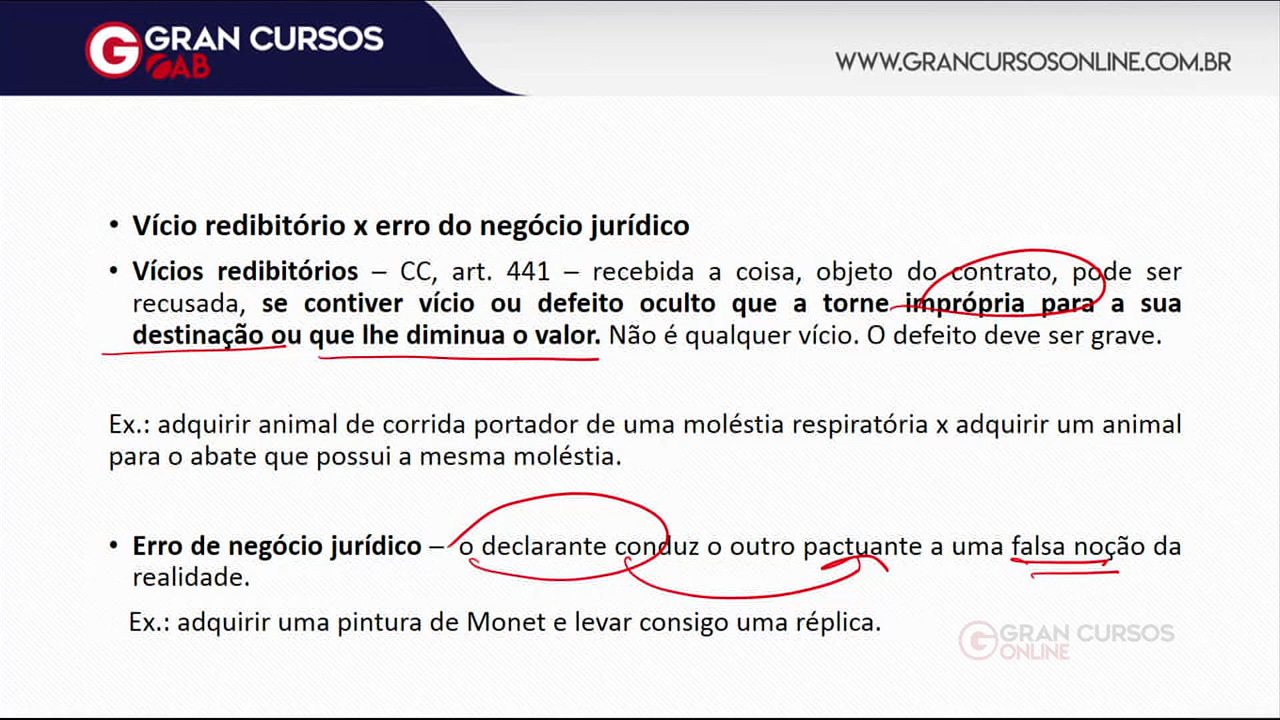 GRAN CURSOS
OAB
WWW.GRANCURSOSONLINE.COM.BR
• Vício redibitório x erro do negócio jurídico
• Vícios redibitórios – CC, art. 441 – recebida a coisa, objeto do contrato, pode ser
recusada, se contiver vício ou defeito oculto que a torne imprópria para a sua
destinação ou que lhe diminua o valor. Não é qualquer vício. O defeito deve ser grave.
Ex.: adquirir animal de corrida portador de uma moléstia respiratória x adquirir um animal
para o abate que possui a mesma moléstia.
• Erro de negócio jurídico – o declarante conduz o outro pactuante a uma falsa noção da
realidade.
Ex.: adquirir uma pintura de Monet e levar consigo uma réplica.
GRAN CURSOS
ONLINE